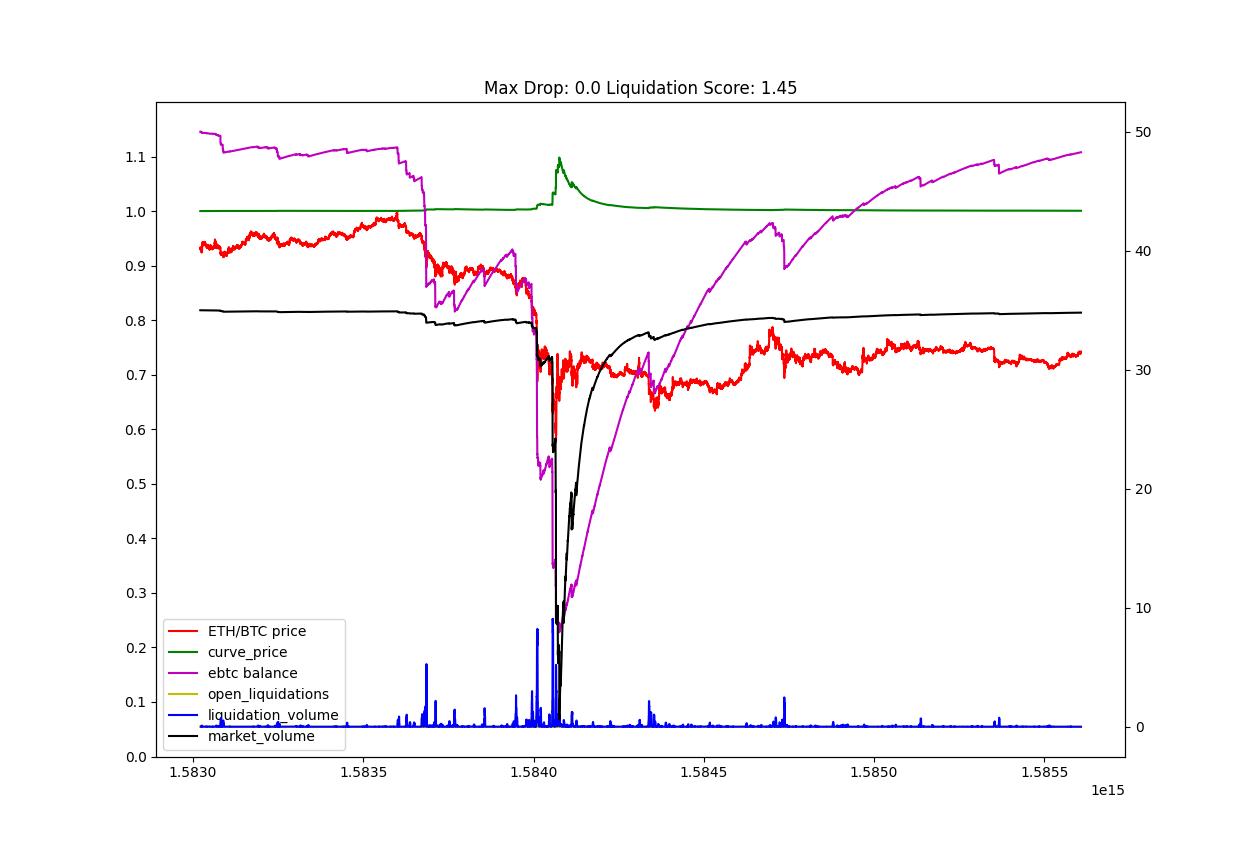 Max Drop: 0.0 Liquidation Score: 1.45
1.1
1.0
0.9
0.8
0.7
0.6
0.5
0.4
0.3
0.2
0.1
0.0
50
40
30
20
10
0
ETH/BTC price
curve_price
ebtc balance
open_liquidations
liquidation_volume
market_volume
1.5830 1.5835 1.5840 1.5845 1.5850 1.5855
1e15